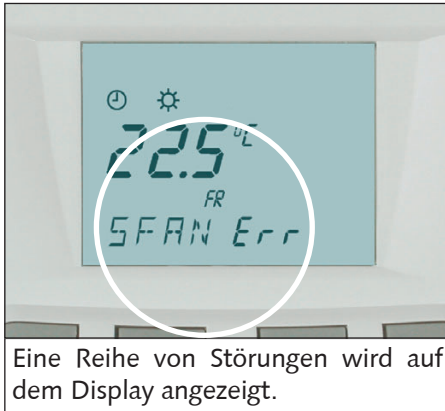 22.5 °C
FR
SFAN Err
Eine Reihe von Störungen wird auf
dem Display angezeigt.